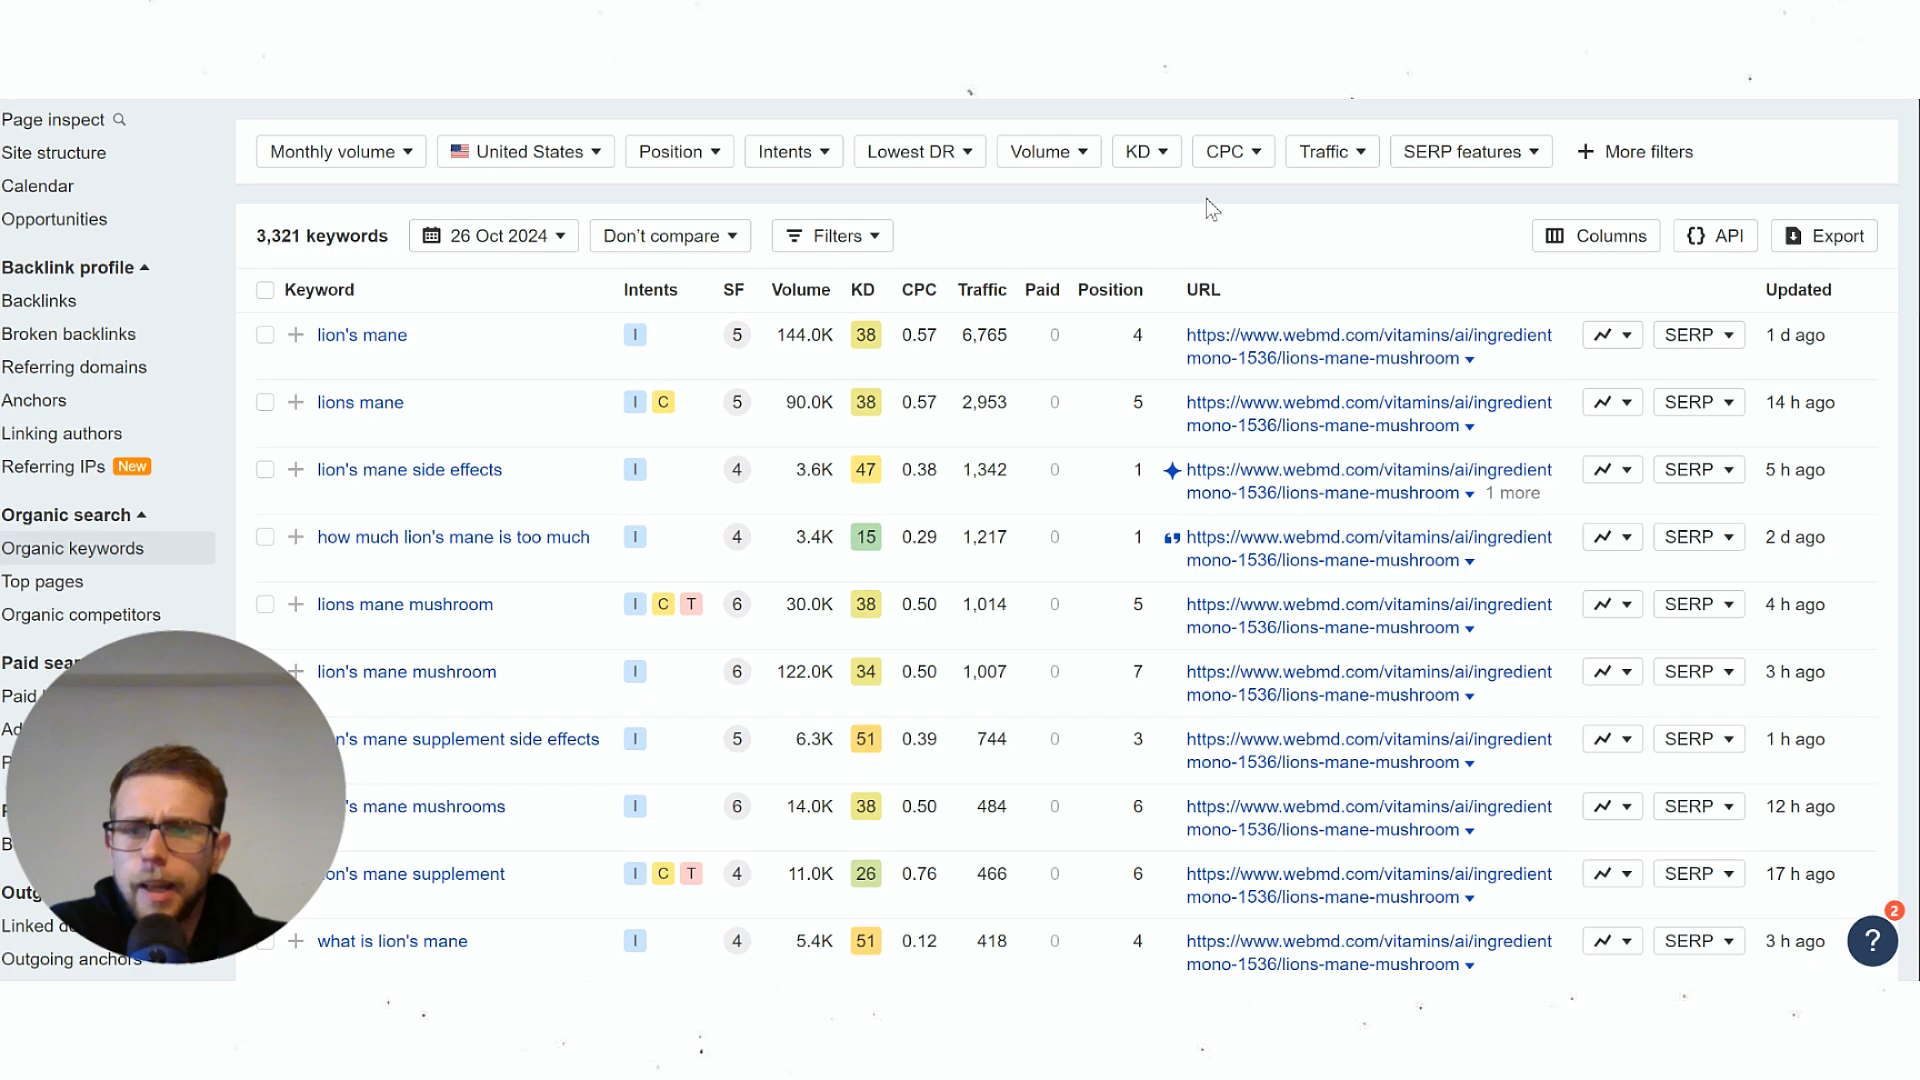 Page inspect
Site structure
Calendar
Opportunities
Backlink profile
Backlinks
Broken backlinks
Referring domains
Anchors
Linking authors
Referring IPs New
Organic search
Organic keywords
Top pages
Organic competitors
Paid
Paid
Linked
Outgoing anchors
Monthly volume United States Position Intents Lowest DR Volume KD CPC Traffic SERP features + More filters
3,321 keywords 26 Oct 2024 Don't compare Filters Columns {} API Export
Keyword Intents SF Volume KD CPC Traffic Paid Position URL Updated
lion's mane I 5 144.0K 38 0.57 6,765 0 4 https://www.webmd.com/vitamins/ai/ingredient SERP 1 d ago
mono-1536/lions-mane-mushroom
lions mane I C 5 90.0K 38 0.57 2,953 0 5 https://www.webmd.com/vitamins/ai/ingredient SERP 14 h ago
mono-1536/lions-mane-mushroom
lion's mane side effects I 4 3.6K 47 0.38 1,342 0 1 https://www.webmd.com/vitamins/ai/ingredient SERP 5 h ago
mono-1536/lions-mane-mushroom 1 more
how much lion's mane is too much I 4 3.4K 15 0.29 1,217 0 1 https://www.webmd.com/vitamins/ai/ingredient SERP 2 d ago
mono-1536/lions-mane-mushroom
lions mane mushroom I C T 6 30.0K 38 0.50 1,014 0 5 https://www.webmd.com/vitamins/ai/ingredient SERP 4 h ago
mono-1536/lions-mane-mushroom
lion's mane mushroom I 6 122.0K 34 0.50 1,007 0 7 https://www.webmd.com/vitamins/ai/ingredient SERP 3 h ago
mono-1536/lions-mane-mushroom
n's mane supplement side effects I 5 6.3K 51 0.39 744 0 3 https://www.webmd.com/vitamins/ai/ingredient SERP 1 h ago
mono-1536/lions-mane-mushroom
's mane mushrooms I 6 14.0K 38 0.50 484 0 6 https://www.webmd.com/vitamins/ai/ingredient SERP 12 h ago
mono-1536/lions-mane-mushroom
on's mane supplement I C T 4 11.0K 26 0.76 466 0 6 https://www.webmd.com/vitamins/ai/ingredient SERP 17 h ago
mono-1536/lions-mane-mushroom
what is lion's mane I 4 5.4K 51 0.12 418 0 4 https://www.webmd.com/vitamins/ai/ingredient SERP 3 h ago
mono-1536/lions-mane-mushroom
2
?